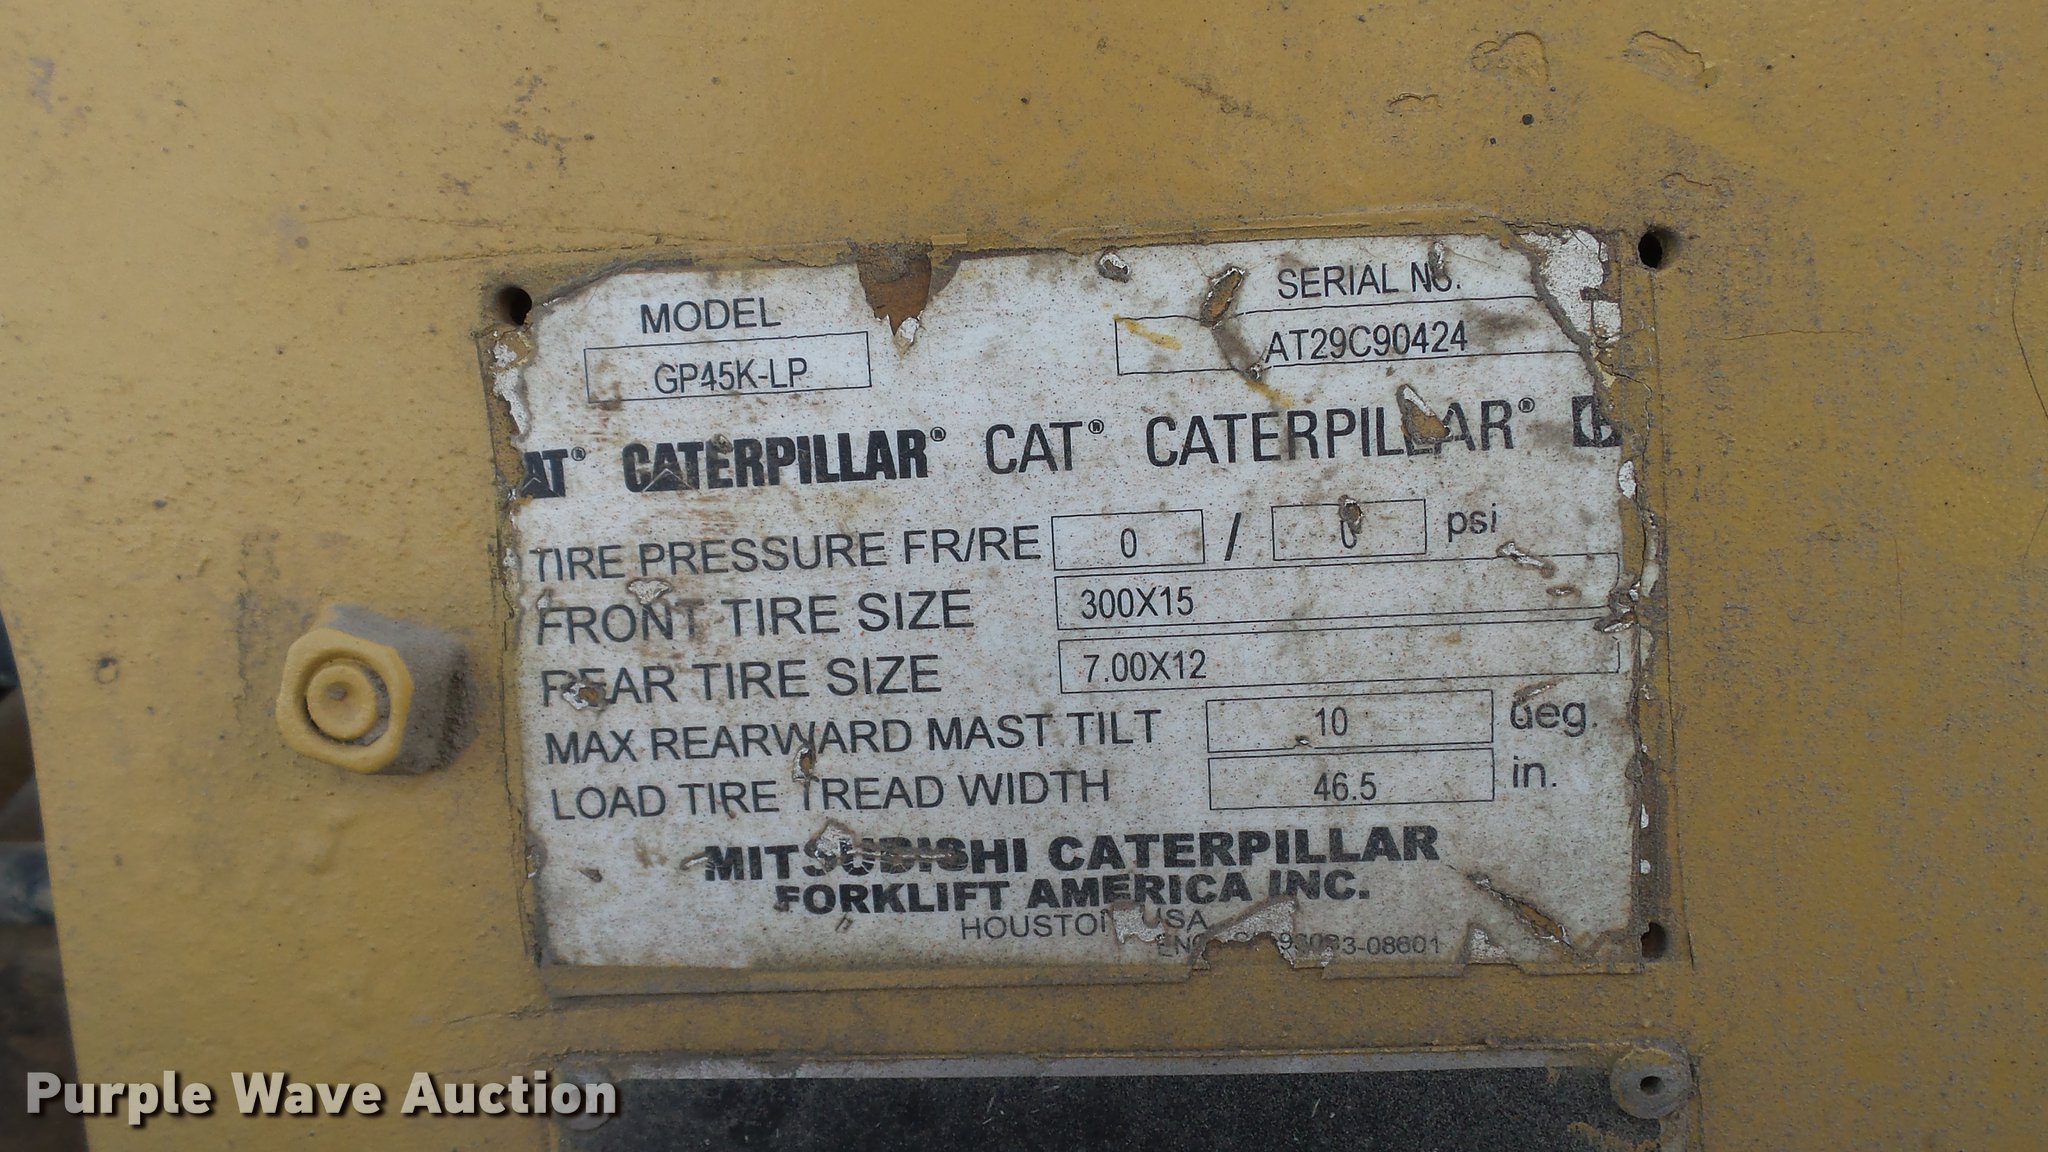 MODEL
SERIAL NO.
GP45K-LP
AT29C90424
CAT® CATERPILLAR® CAT® CATERPILLAR®
TIRE PRESSURE FR/RE 0 / 0 psi
FRONT TIRE SIZE 300X15
REAR TIRE SIZE 7.00X12
MAX REARWARD MAST TILT 10 deg.
LOAD TIRE TREAD WIDTH 46.5 in.
MITSUBISHI CATERPILLAR
FORKLIFT AMERICA INC.
HOUSTON, USA
Purple Wave Auction